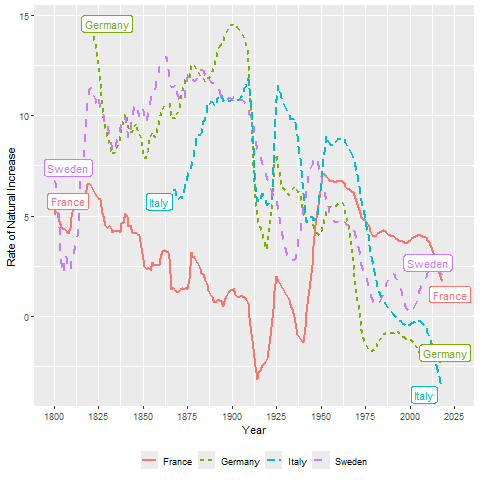 15
10
5
0
Rate of Natural Increase
Germany
Sweden
France
Italy
Sweden
France
Germany
Italy
1800 1825 1850 1875 1900 1925 1950 1975 2000 2025
Year
France Germany Italy Sweden